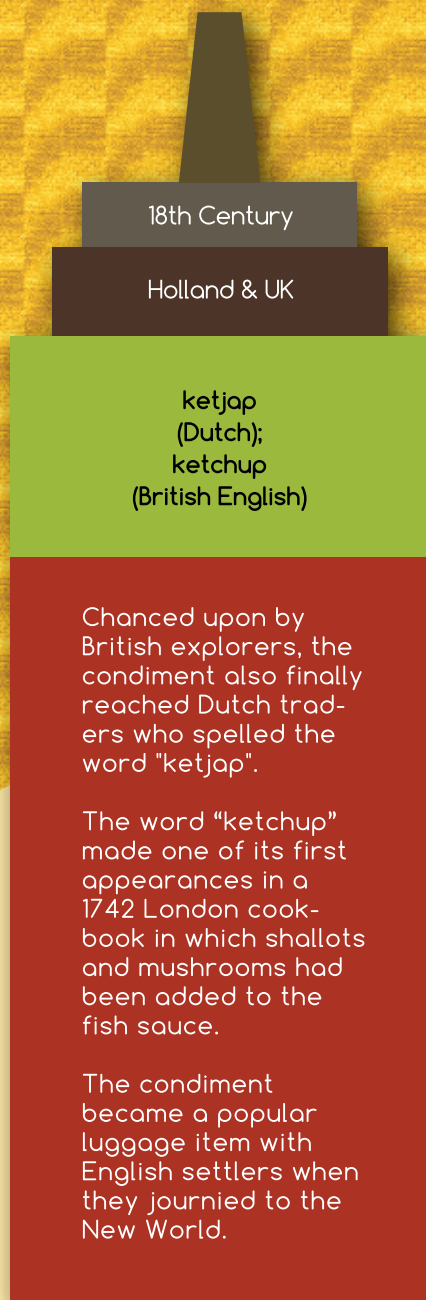 18th Century
Holland & UK
ketjap
(Dutch);
ketchup
(British English)
Chanced upon by
British explorers, the
condiment also finally
reached Dutch trad-
ers who spelled the
word "ketjap".
The word “ketchup”
made one of its first
appearances in a
1742 London cook-
book in which shallots
and mushrooms had
been added to the
fish sauce.
The condiment
became a popular
luggage item with
English settlers when
they journied to the
New World.